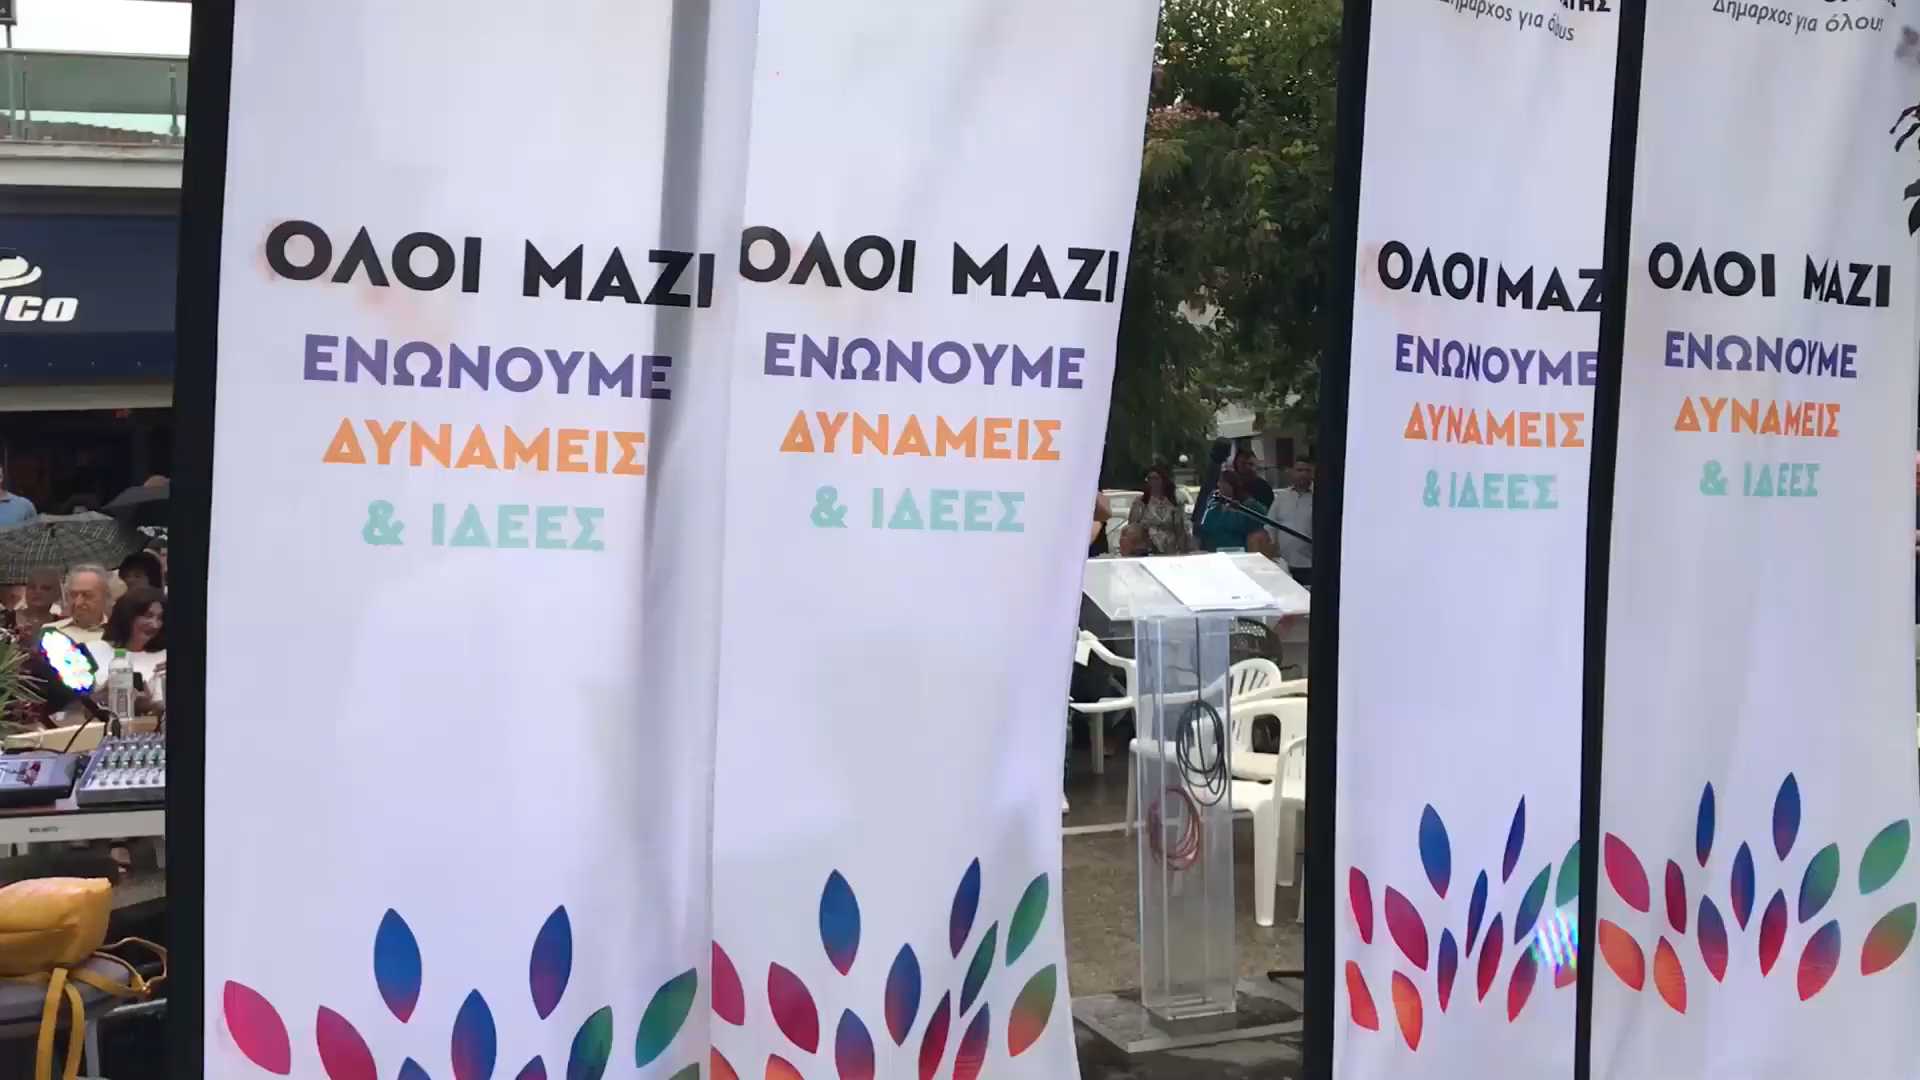 Δήμαρχος για όλους
Δήμαρχος για όλους
ΟΛΟΙ ΜΑΖΙ
ΕΝΩΝΟΥΜΕ
ΔΥΝΑΜΕΙΣ
& ΙΔΕΕΣ
ΟΛΟΙ ΜΑΖΙ
ΕΝΩΝΟΥΜΕ
ΔΥΝΑΜΕΙΣ
& ΙΔΕΕΣ
ΟΛΟΙ ΜΑΖ
ΕΝΩΝΟΥΜΕ
ΔΥΝΑΜΕΙΣ
& ΙΔΕΕΣ
ΟΛΟΙ ΜΑΖΙ
ΕΝΩΝΟΥΜΕ
ΔΥΝΑΜΕΙΣ
& ΙΔΕΕΣ